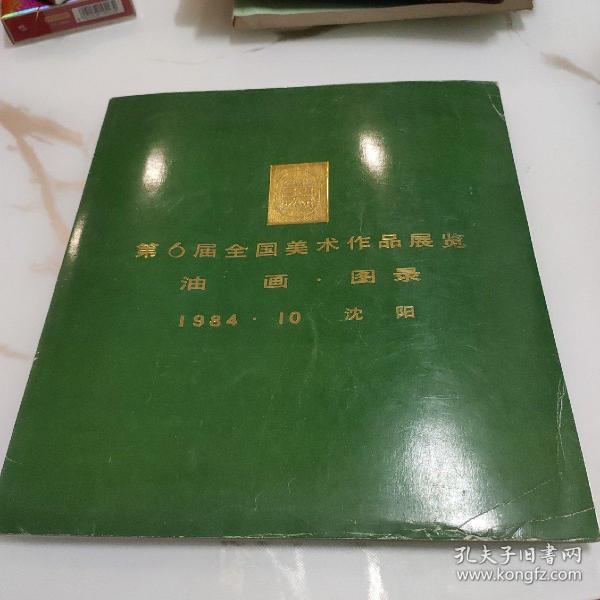 第6届全国美术作品展览
油画·图录
1984·10 沈阳
孔夫子旧书网
www.kongfz.com